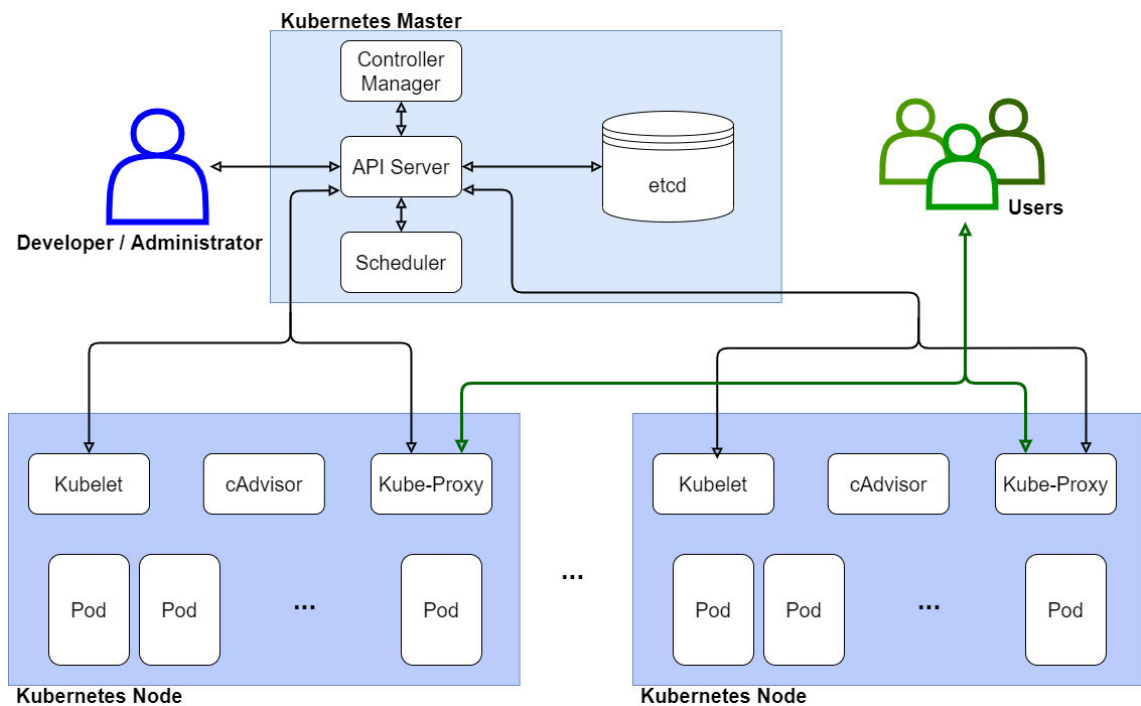 Kubernetes Master
Controller
Manager
API Server
etcd
Scheduler
Developer / Administrator
Users
Kubelet
cAdvisor
Kube-Proxy
Kubelet
cAdvisor
Kube-Proxy
Pod
Pod
...
Pod
...
Pod
Pod
...
Pod
Kubernetes Node
Kubernetes Node